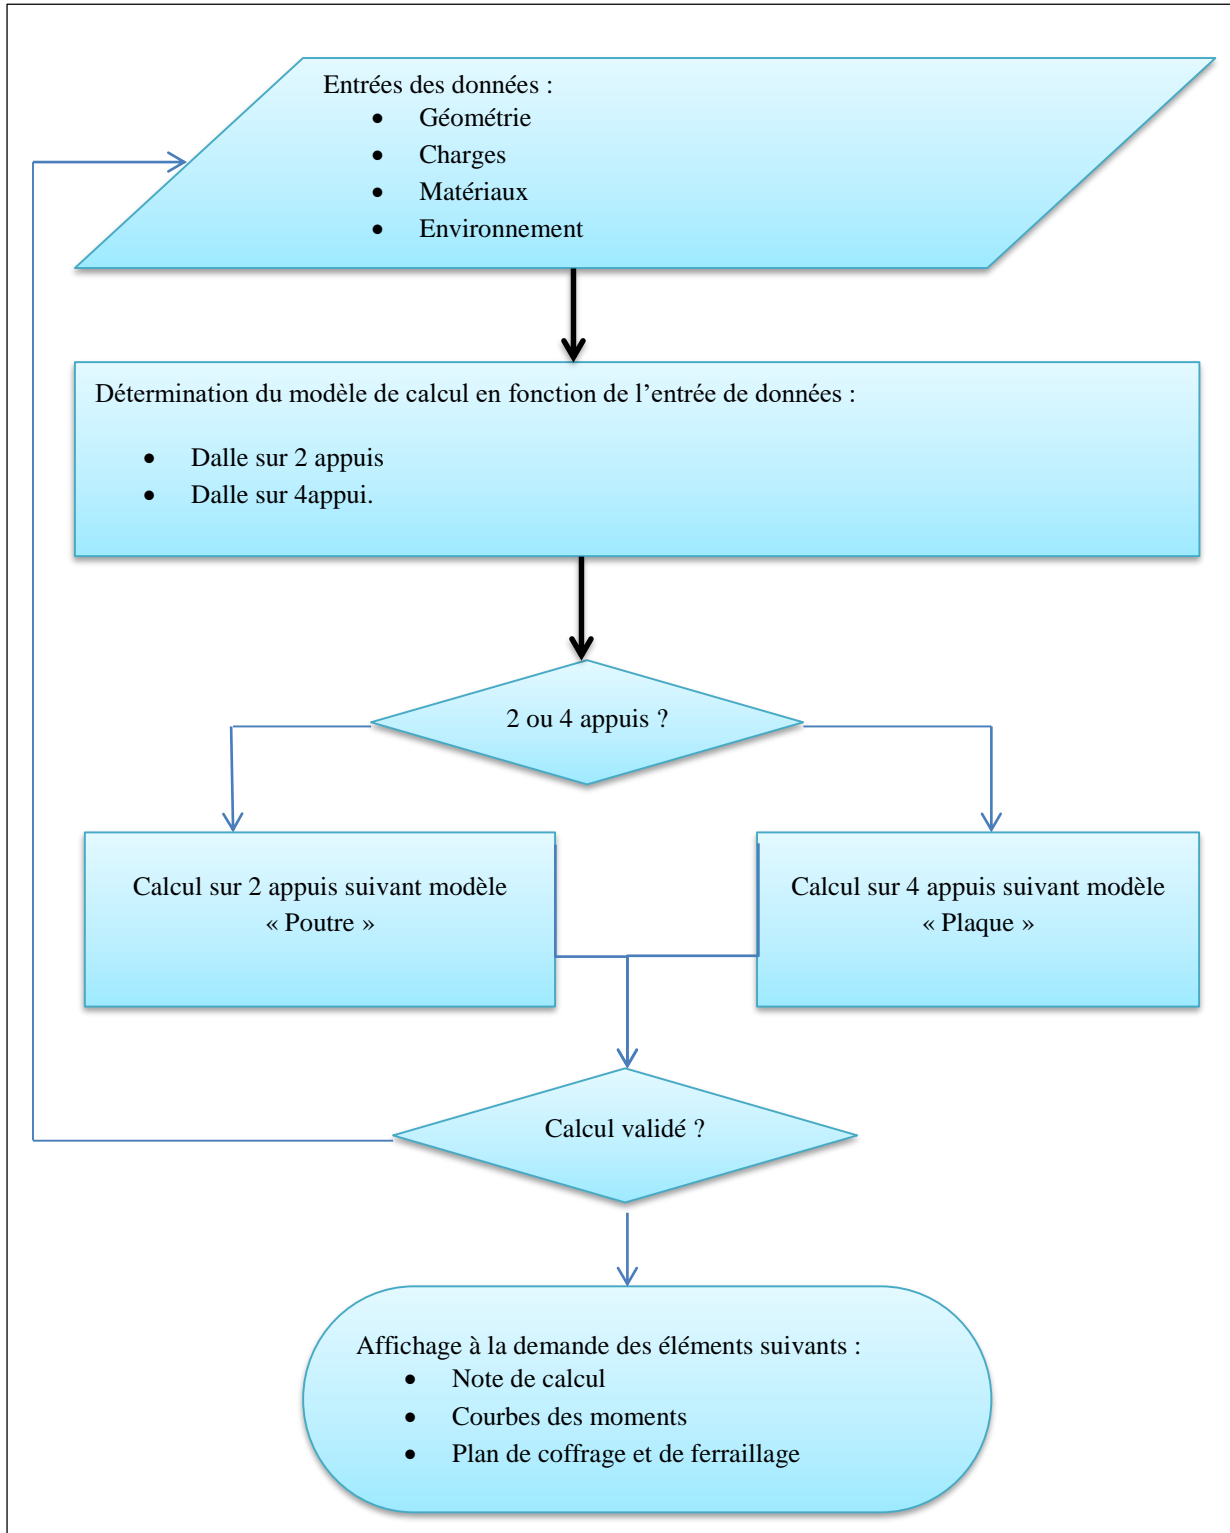 Entrées des données :
• Géométrie
• Charges
• Matériaux
• Environnement
Détermination du modèle de calcul en fonction de l’entrée de données :
• Dalle sur 2 appuis
• Dalle sur 4appui.
2 ou 4 appuis ?
Calcul sur 2 appuis suivant modèle
« Poutre »
Calcul sur 4 appuis suivant modèle
« Plaque »
Calcul validé ?
Affichage à la demande des éléments suivants :
• Note de calcul
• Courbes des moments
• Plan de coffrage et de ferraillage